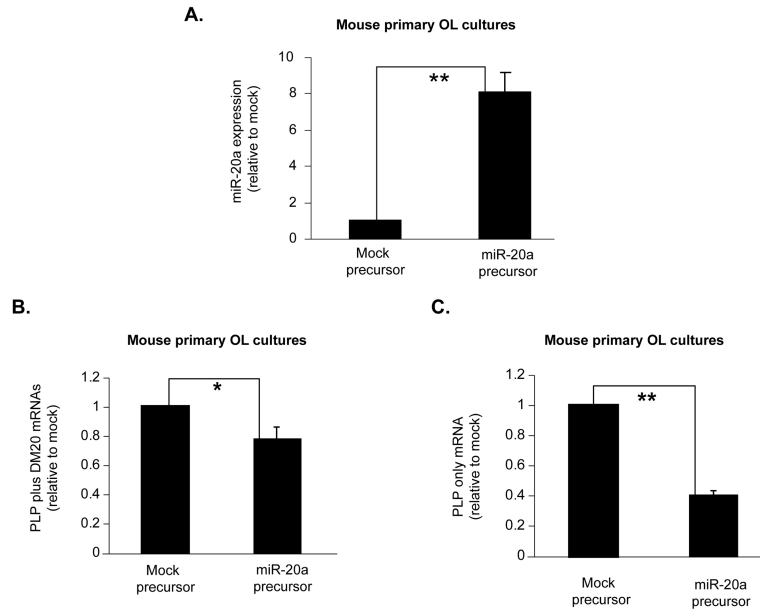 A.
Mouse primary OL cultures
miR-20a expression
(relative to mock)
10
8
6
4
2
0
**
Mock
precursor
miR-20a
precursor
B.
Mouse primary OL cultures
PLP plus DM20 mRNAs
(relative to mock)
1.2
1
0.8
0.6
0.4
0.2
0
*
Mock
precursor
miR-20a
precursor
C.
Mouse primary OL cultures
PLP only mRNA
(relative to mock)
1.2
1
0.8
0.6
0.4
0.2
0
**
Mock
precursor
miR-20a
precursor